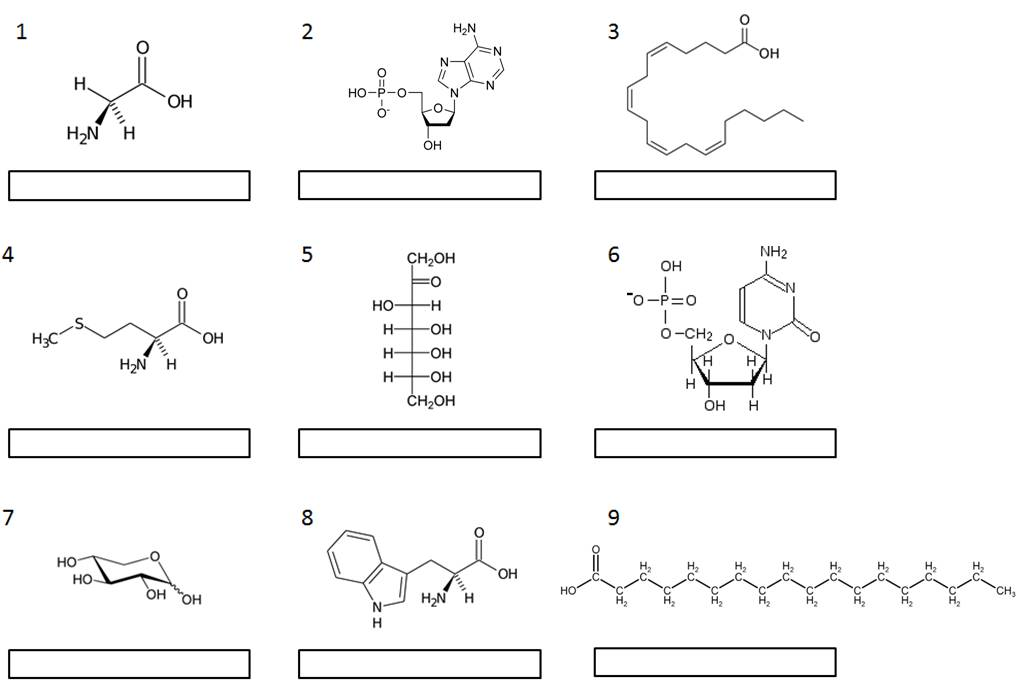 1
O
H
OH
H₂N H
2
H₂N
N N
O
HO P O N N
O⁻ O
OH
3
O
OH
4
O
S
H₃C OH
H₂N H
5
CH₂OH
O
HO H
H OH
H OH
H OH
CH₂OH
6
NH₂
OH
N
⁻O P O
N O
O CH₂ O
H H H H
OH H
7
O
HO
HO
OH OH
8
O
OH
H₂N H
N
H
9
O
H₂ H₂ H₂ H₂ H₂ H₂ H₂ H₂
HO CH₃
H₂ H₂ H₂ H₂ H₂ H₂ H₂ H₂